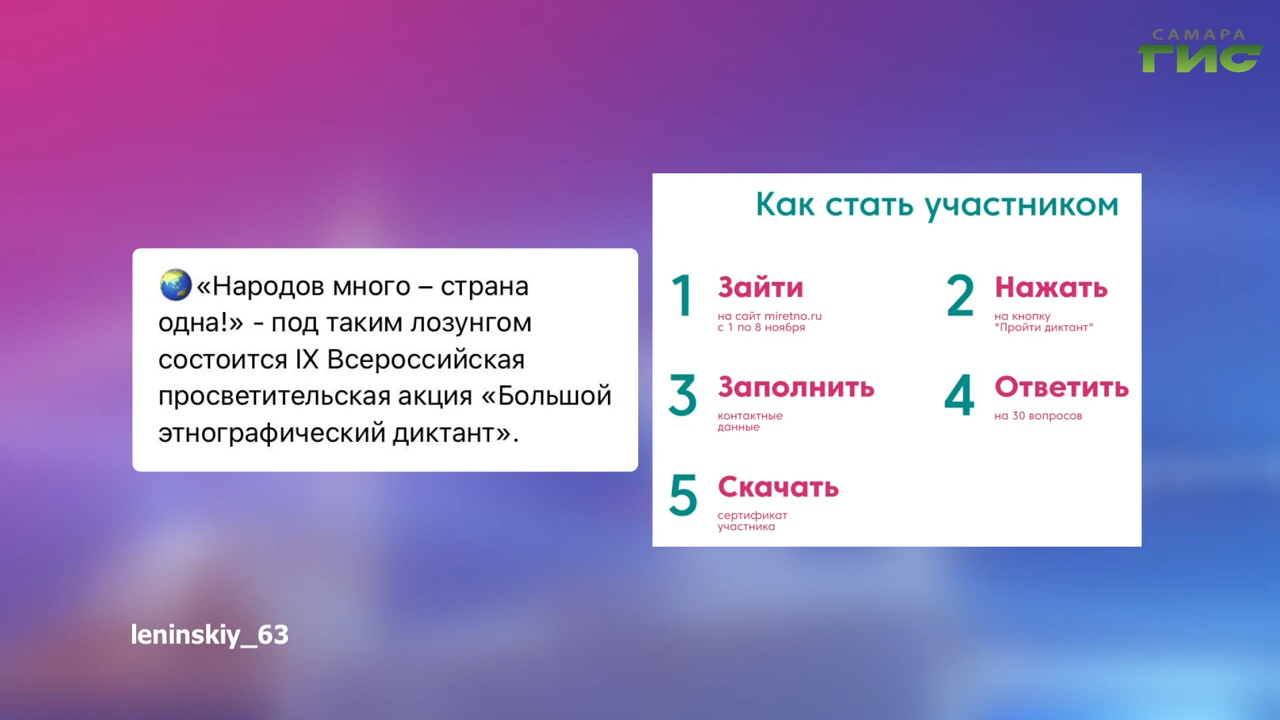 САМАРА
ГИС
🌏«Народов много – страна
одна!» - под таким лозунгом
состоится IX Всероссийская
просветительская акция «Большой
этнографический диктант».
Как стать участником
1 Зайти
на сайт miretno.ru
с 1 по 8 ноября
2 Нажать
на кнопку
"Пройти диктант"
3 Заполнить
контактные
данные
4 Ответить
на 30 вопросов
5 Скачать
сертификат
участника
leninskiy_63